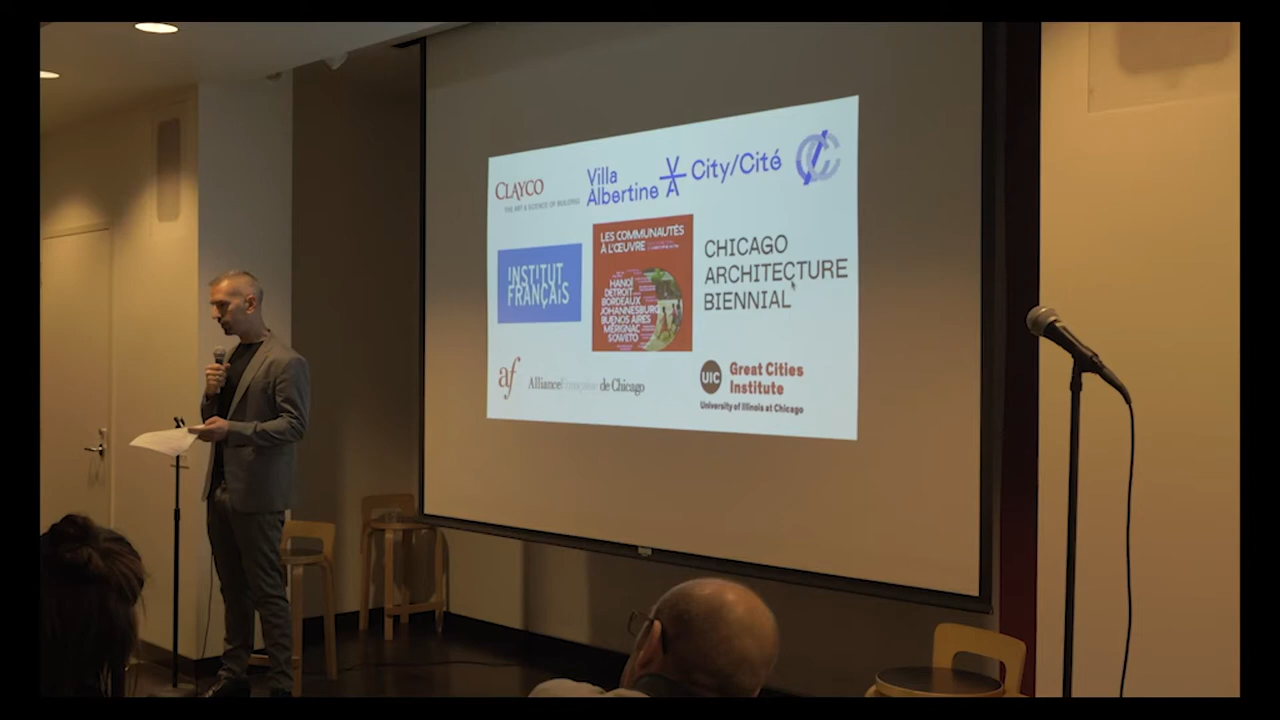 CLAYCO
THE ART & SCIENCE OF BUILDING
Villa
Albertine
VA
City/Cité
INSTITUT
FRANÇAIS
LES COMMUNAUTÉS
À L'ŒUVRE
HANOÏ
DETROIT
BORDEAUX
JOHANNESBURG
BUENOS AIRES
MÉRIGNAC
SOWETO
CHICAGO
ARCHITECTURE
BIENNIAL
af
AllianceFrançaise de Chicago
UIC
Great Cities
Institute
University of Illinois at Chicago